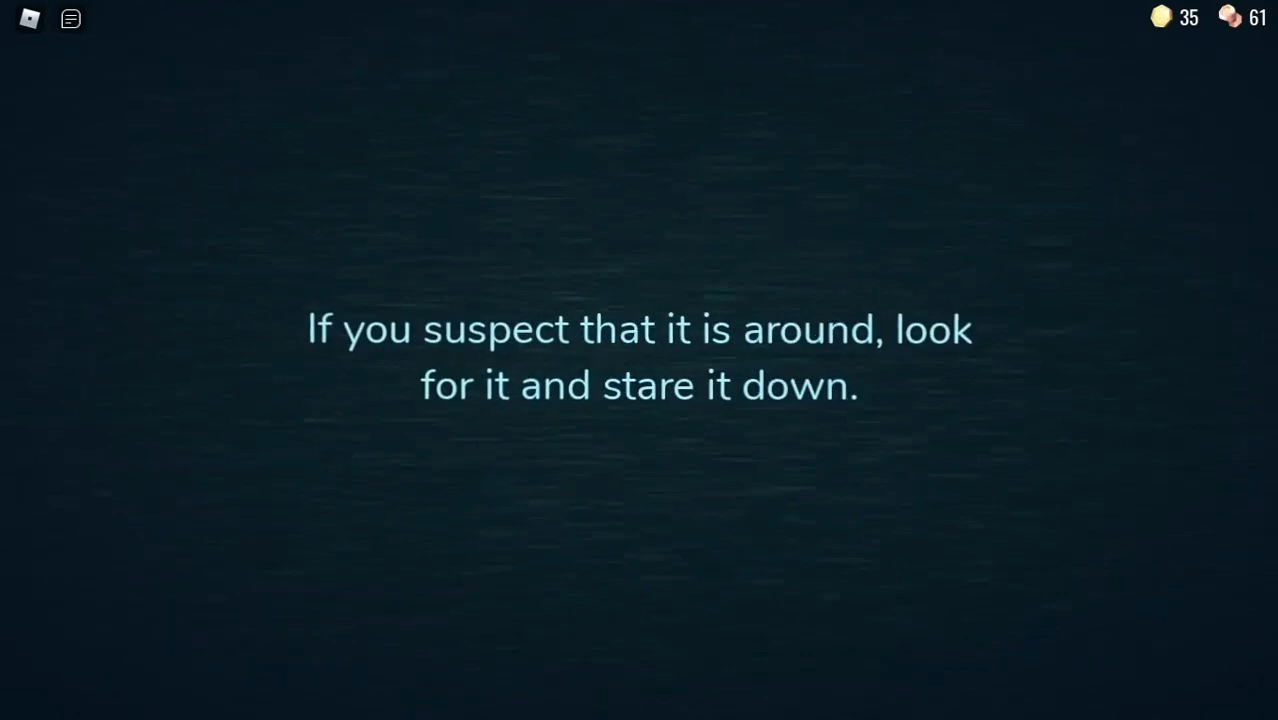 35 61
If you suspect that it is around, look
for it and stare it down.